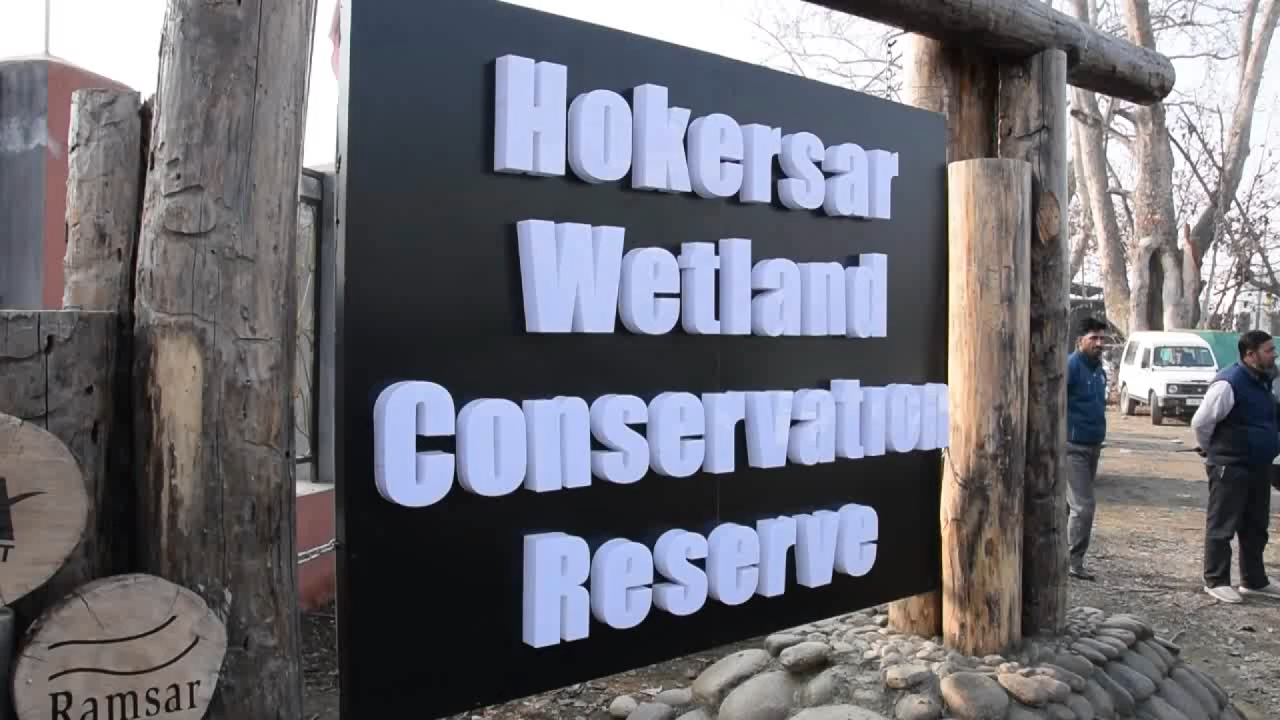 Hokersar
Wetland
Conservation
Reserve
Ramsar